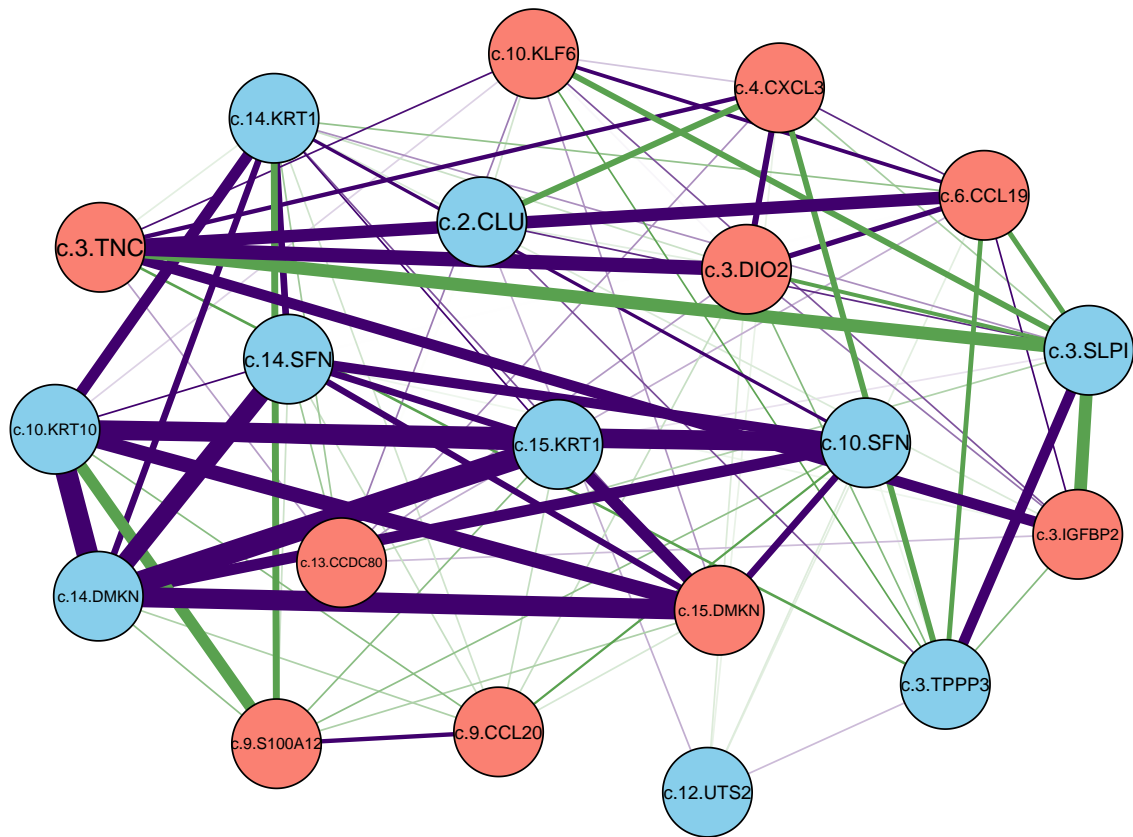 c.10.KLF6
c.4.CXCL3
c.14.KRT1
c.6.CCL19
c.2.CLU
c.3.TNC
c.3.DIO2
c.3.SLPI
c.14.SFN
c.10.KRT10
c.15.KRT1
c.10.SFN
c.3.IGFBP2
c.13.CCDC80
c.14.DMKN
c.15.DMKN
c.3.TPPP3
c.9.CCL20
c.9.S100A12
c.12.UTS2